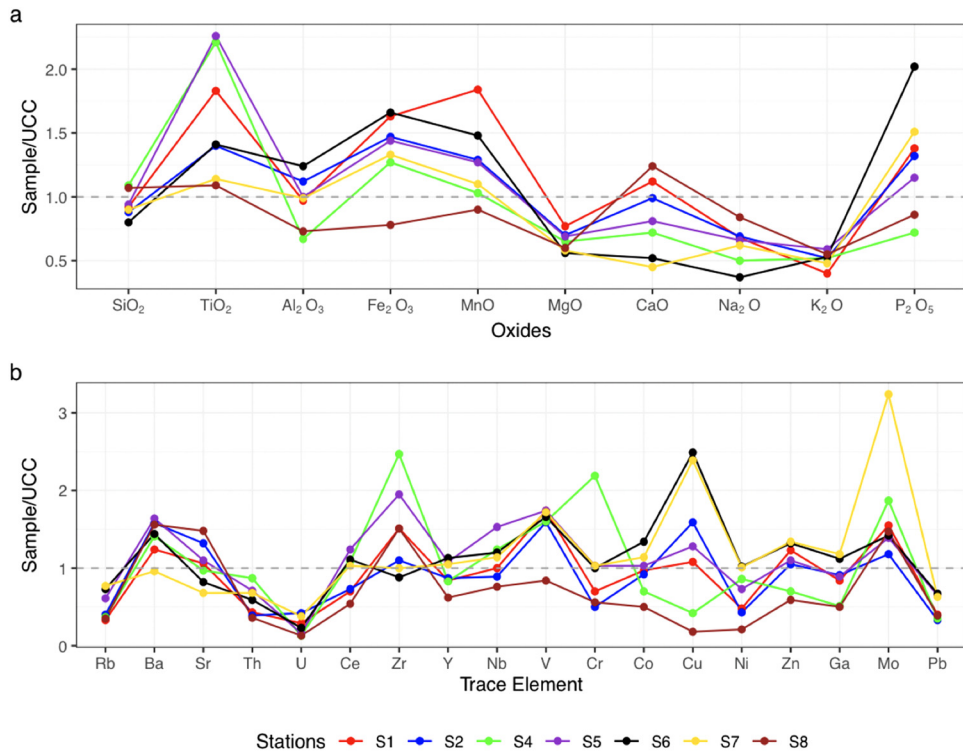 a
Sample/UCC
2.0
1.5
1.0
0.5
SiO₂ TiO₂ Al₂ O₃ Fe₂ O₃ MnO MgO CaO Na₂ O K₂ O P₂ O₅
Oxides
b
Sample/UCC
3
2
1
0
Rb Ba Sr Th U Ce Zr Y Nb V Cr Co Cu Ni Zn Ga Mo Pb
Trace Element
Stations S1 S2 S4 S5 S6 S7 S8